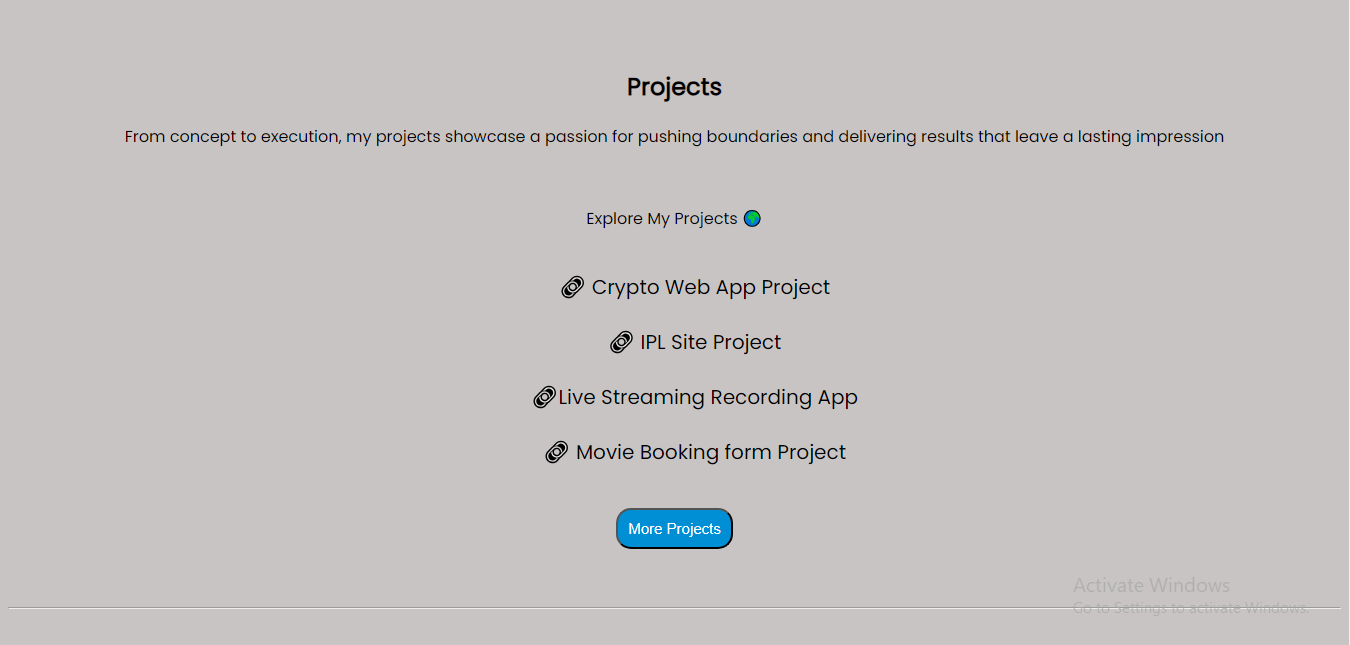 Projects
From concept to execution, my projects showcase a passion for pushing boundaries and delivering results that leave a lasting impression
Explore My Projects 🌍
🔗 Crypto Web App Project
🔗 IPL Site Project
🔗Live Streaming Recording App
🔗 Movie Booking form Project
More Projects
Activate Windows
Go to Settings to activate Windows.